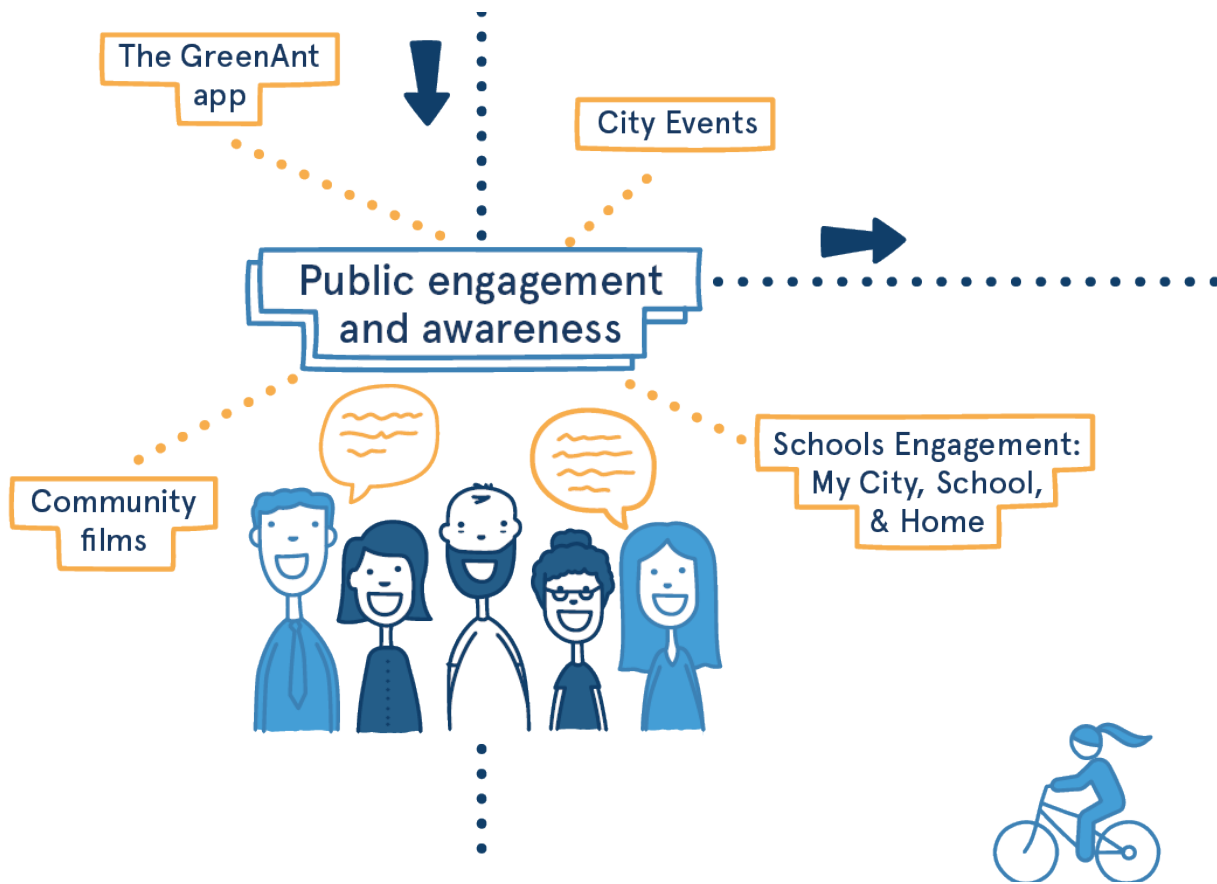 The GreenAnt
app
City Events
Public engagement
and awareness
Community
films
Schools Engagement:
My City, School,
& Home